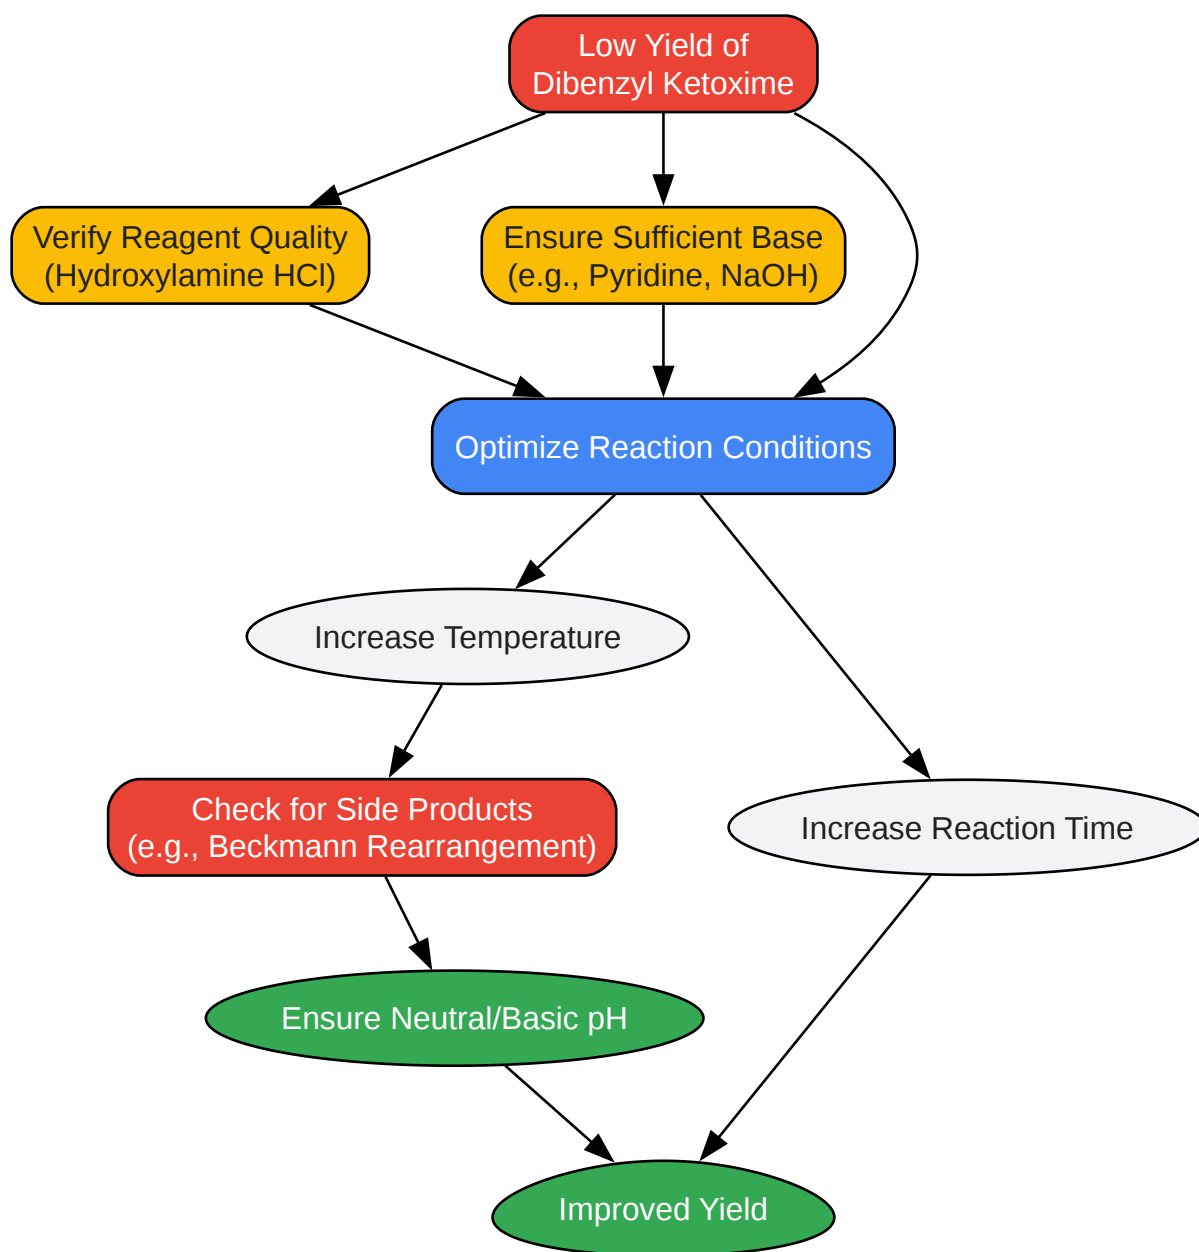 Low Yield of
Dibenzyl Ketoxime
Verify Reagent Quality
(Hydroxylamine HCl)
Ensure Sufficient Base
(e.g., Pyridine, NaOH)
Optimize Reaction Conditions
Increase Temperature
Check for Side Products
(e.g., Beckmann Rearrangement)
Increase Reaction Time
Ensure Neutral/Basic pH
Improved Yield